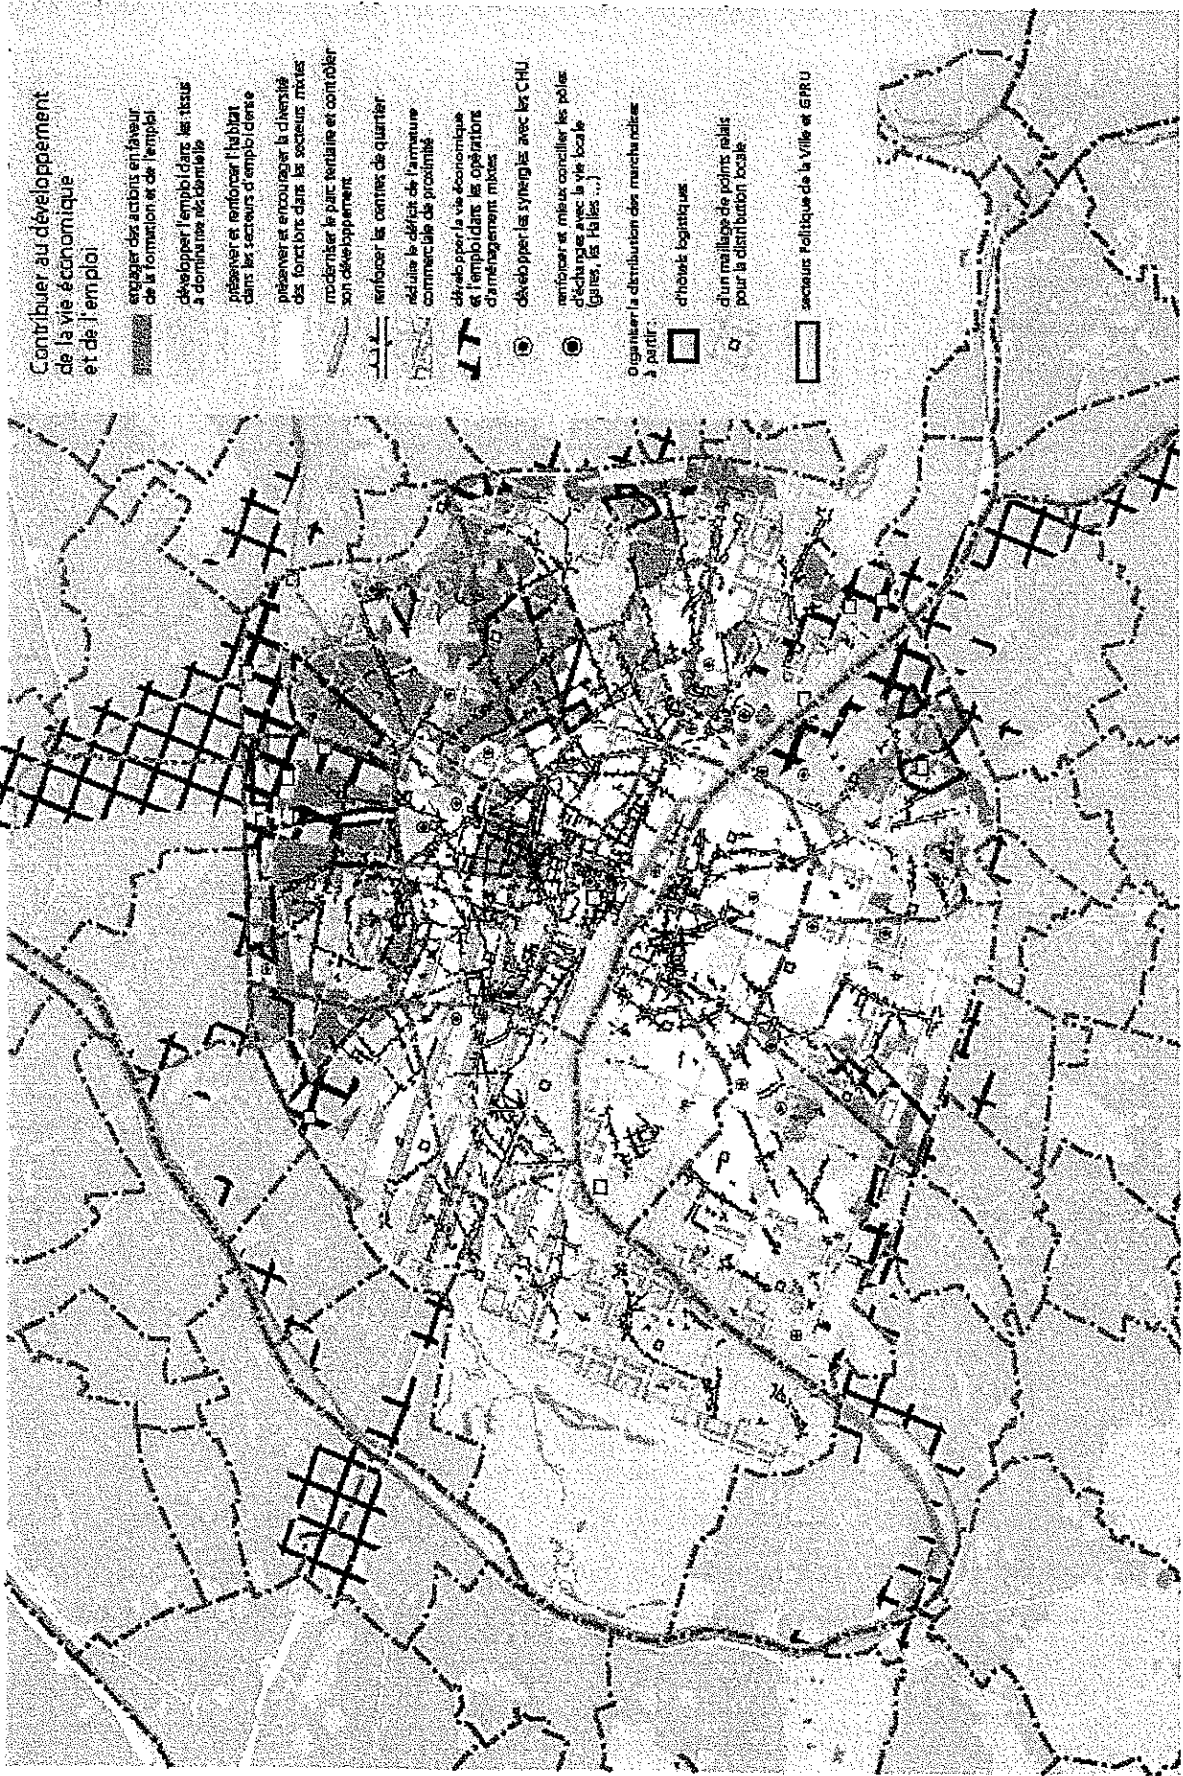 Contribuer au développement
de la vie économique
et de l'emploi
engager des actions en faveur
de la formation et de l'emploi
développer l'emploi dans les tissus
à dominante résidentielle
préserver et renforcer l'habitat
dans les secteurs d'emploi dense
préserver et encourager la diversité
des fonctions dans les secteurs mixtes
moderniser le parc tertiaire et contrôler
son développement
renforcer les centres de quartier
réduire le déficit de l'armature
commerciale de proximité
développer la vie économique
et l'emploi dans les opérations
d'aménagement mixtes
développer les synergies avec les CHU
renforcer et mieux concilier les pôles
d'échanges avec la vie locale
(gares, les Halles ...)
Organiser la distribution des marchandises
à partir :
d'hôtels logistiques
d'un maillage de points relais
pour la distribution locale
secteurs Politique de la Ville et GPRU